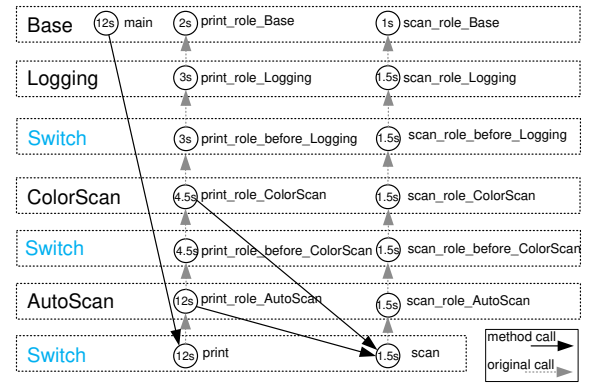 Base 12s main 2s print_role_Base 1s scan_role_Base
Logging 3s print_role_Logging 1.5s scan_role_Logging
Switch 3s print_role_before_Logging 1.5s scan_role_before_Logging
ColorScan 4.5s print_role_ColorScan 1.5s scan_role_ColorScan
Switch 4.5s print_role_before_ColorScan 1.5s scan_role_before_ColorScan
AutoScan 12s print_role_AutoScan 1.5s scan_role_AutoScan
Switch 12s print 1.5s scan
method call
original call